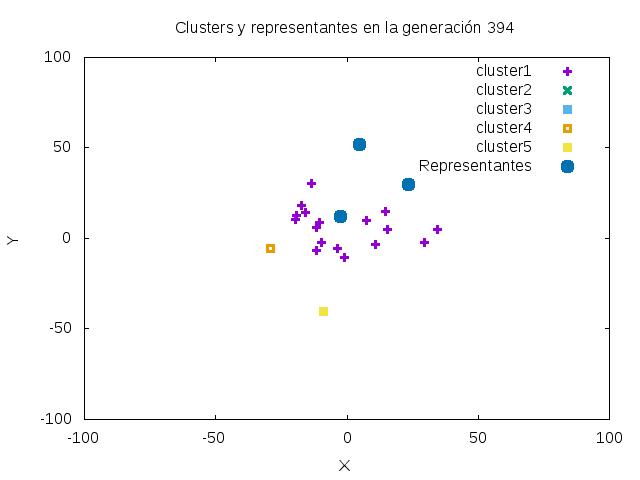 Clusters y representantes en la generación 394
100
50
0
-50
-100
-100
-50
0
50
100
X
Y
cluster1
cluster2
cluster3
cluster4
cluster5
Representantes